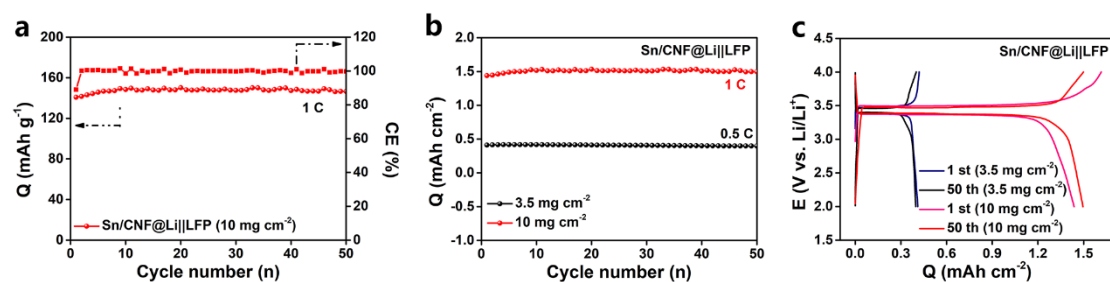 a
200
160
120
80
40
0
Q (mAh g⁻¹)
0 10 20 30 40 50
Cycle number (n)
120
100
80
60
40
20
0
CE (%)
1 C
Sn/CNF@Li||LFP (10 mg cm⁻²)
b
2.0
1.5
1.0
0.5
0.0
-0.5
-1.0
Q (mAh cm⁻²)
0 10 20 30 40 50
Cycle number (n)
Sn/CNF@Li||LFP
1 C
0.5 C
3.5 mg cm⁻²
10 mg cm⁻²
c
4.5
4.0
3.5
3.0
2.5
2.0
1.5
E (V vs. Li/Li⁺)
0.0 0.3 0.6 0.9 1.2 1.5
Q (mAh cm⁻²)
Sn/CNF@Li||LFP
1 st (3.5 mg cm⁻²)
50 th (3.5 mg cm⁻²)
1 st (10 mg cm⁻²)
50 th (10 mg cm⁻²)